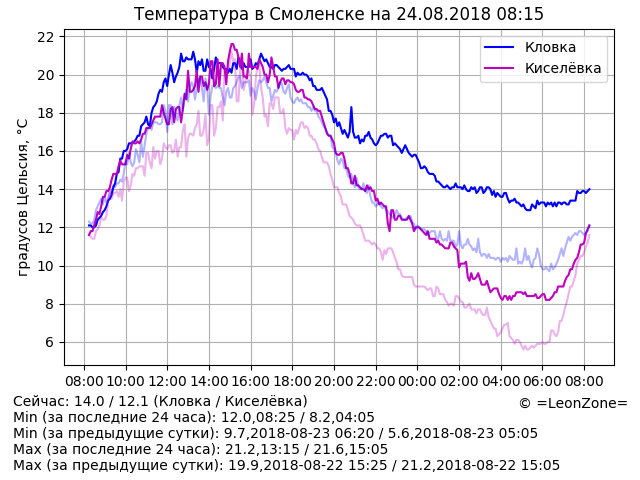 Температура в Смоленске на 24.08.2018 08:15
Кловка
Киселёвка
градусов Цельсия, °C
22
20
18
16
14
12
10
8
6
08:00 10:00 12:00 14:00 16:00 18:00 20:00 22:00 00:00 02:00 04:00 06:00 08:00
Сейчас: 14.0 / 12.1 (Кловка / Киселёвка)
© =LeonZone=
Min (за последние 24 часа): 12.0,08:25 / 8.2,04:05
Min (за предыдущие сутки): 9.7,2018-08-23 06:20 / 5.6,2018-08-23 05:05
Max (за последние 24 часа): 21.2,13:15 / 21.6,15:05
Max (за предыдущие сутки): 19.9,2018-08-22 15:25 / 21.2,2018-08-22 15:05